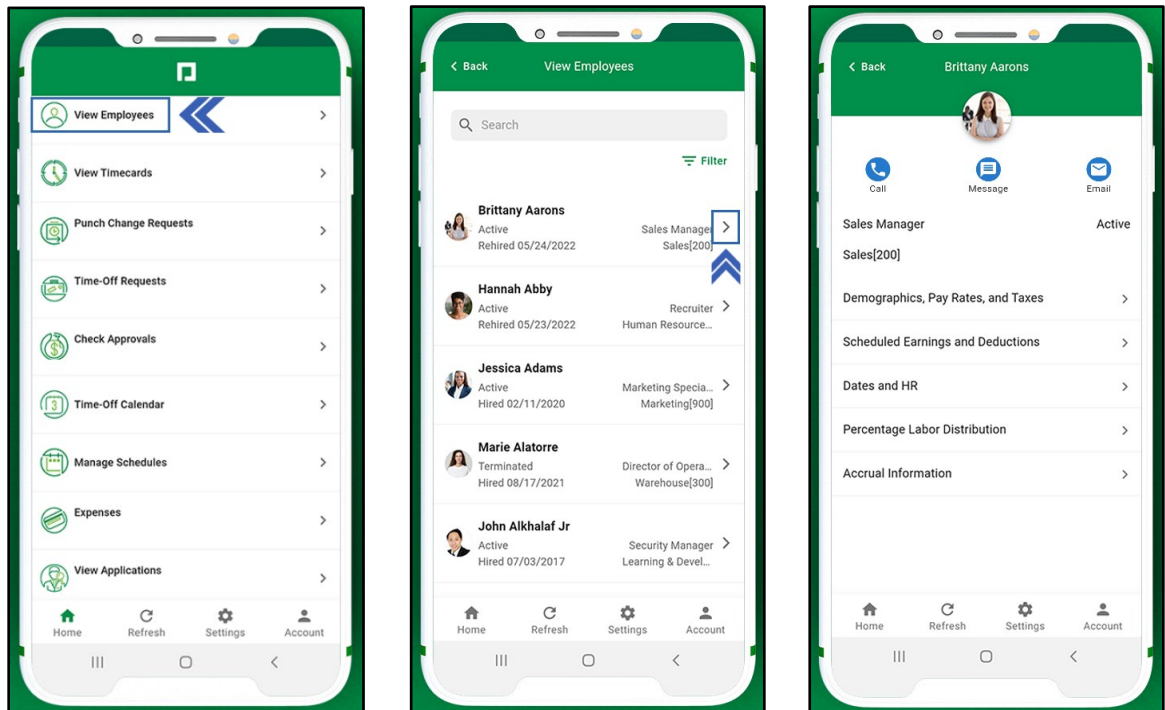 View Employees
View Timecards
Punch Change Requests
Time-Off Requests
Check Approvals
3
Time-Off Calendar
Manage Schedules
Expenses
View Applications
Home Refresh Settings Account
Back View Employees
Search
Filter
Brittany Aarons
Active Sales Manager
Rehired 05/24/2022 Sales[200]
Hannah Abby
Active Recruiter
Rehired 05/23/2022 Human Resource...
Jessica Adams
Active Marketing Specia...
Hired 02/11/2020 Marketing[900]
Marie Alatorre
Terminated Director of Opera...
Hired 08/17/2021 Warehouse[300]
John Alkhalaf Jr
Active Security Manager
Hired 07/03/2017 Learning & Devel...
Home Refresh Settings Account
Back Brittany Aarons
Call Message Email
Sales Manager Active
Sales[200]
Demographics, Pay Rates, and Taxes
Scheduled Earnings and Deductions
Dates and HR
Percentage Labor Distribution
Accrual Information
Home Refresh Settings Account